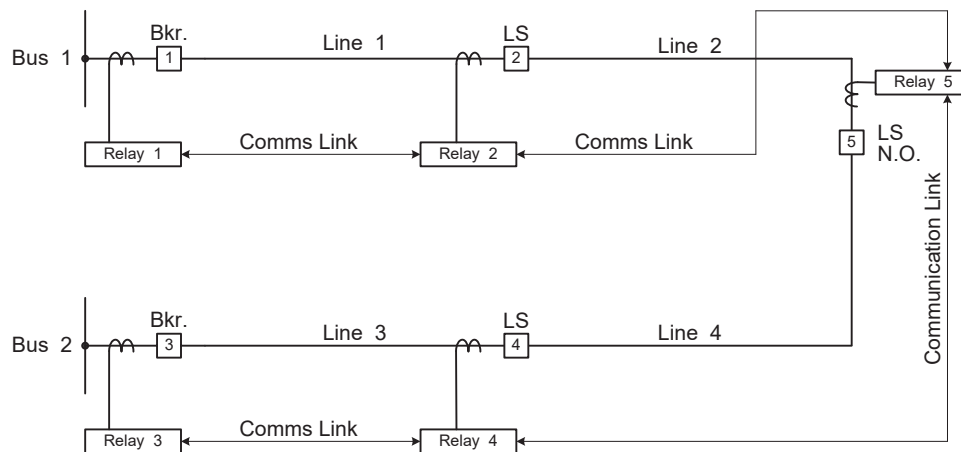 Bus 1
Bkr.
1
Line 1
LS
2
Line 2
Relay 5
Relay 1
Comms Link
Relay 2
Comms Link
5
LS
N.O.
Communication Link
Bus 2
Bkr.
3
Line 3
LS
4
Line 4
Relay 3
Comms Link
Relay 4